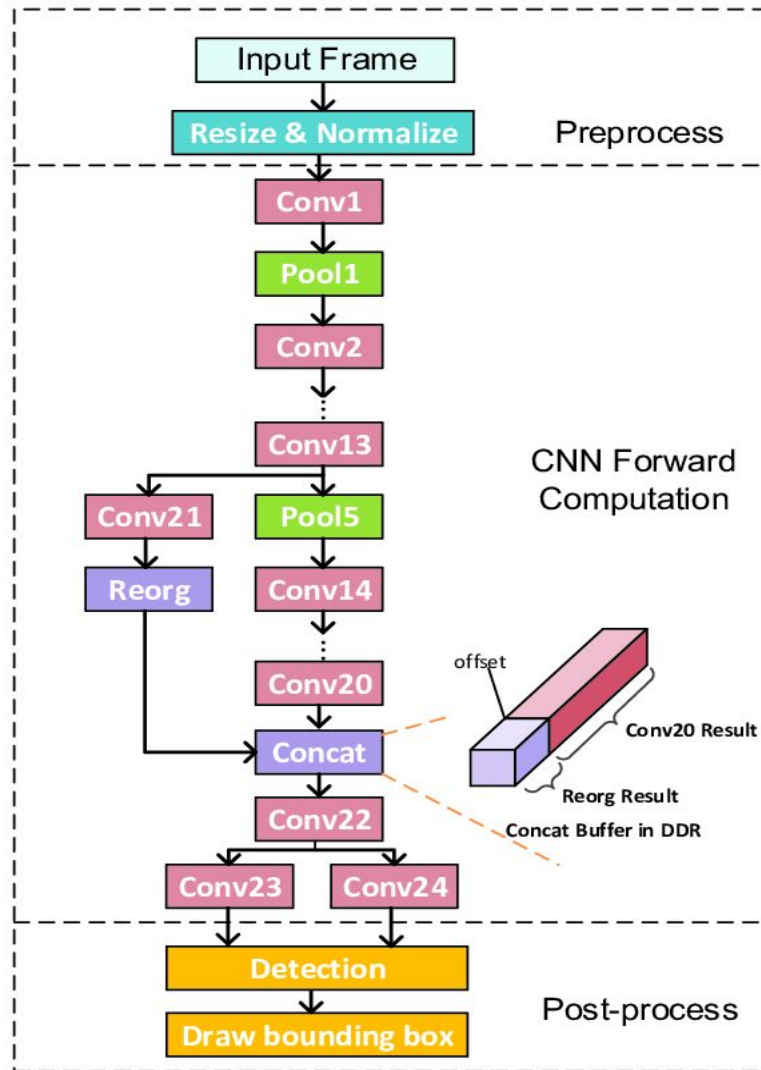 Input Frame
Resize & Normalize
Preprocess
Conv1
Pool1
Conv2
Conv13
CNN Forward
Computation
Conv21
Pool5
Reorg
Conv14
offset
Conv20
Conv20 Result
Concat
Reorg Result
Conv22
Concat Buffer in DDR
Conv23
Conv24
Detection
Post-process
Draw bounding box